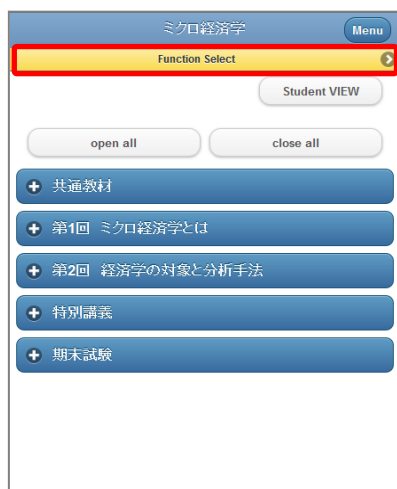 ミクロ経済学 Menu
Function Select
Student VIEW
open all close all
共通教材
第1回 ミクロ経済学とは
第2回 経済学の対象と分析手法
特別講義
期末試験